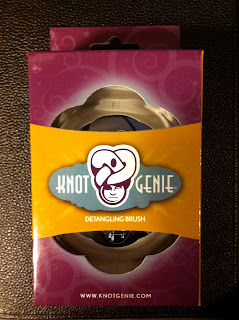 KNOT GENIE
DETANGLING BRUSH
WWW.KNOTGENIE.COM